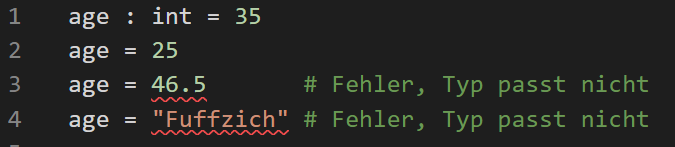 1 age : int = 35
2 age = 25
3 age = 46.5 # Fehler, Typ passt nicht
4 age = "Fuffzich" # Fehler, Typ passt nicht